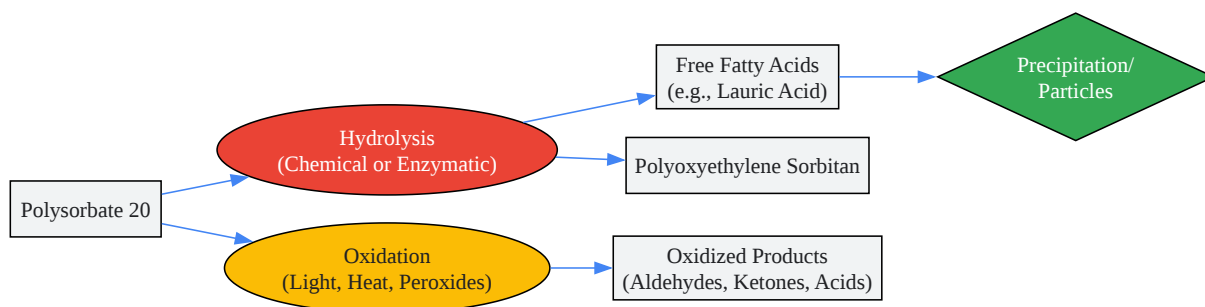 Polysorbate 20
Hydrolysis
(Chemical or Enzymatic)
Oxidation
(Light, Heat, Peroxides)
Free Fatty Acids
(e.g., Lauric Acid)
Polyoxyethylene Sorbitan
Oxidized Products
(Aldehydes, Ketones, Acids)
Precipitation/
Particles